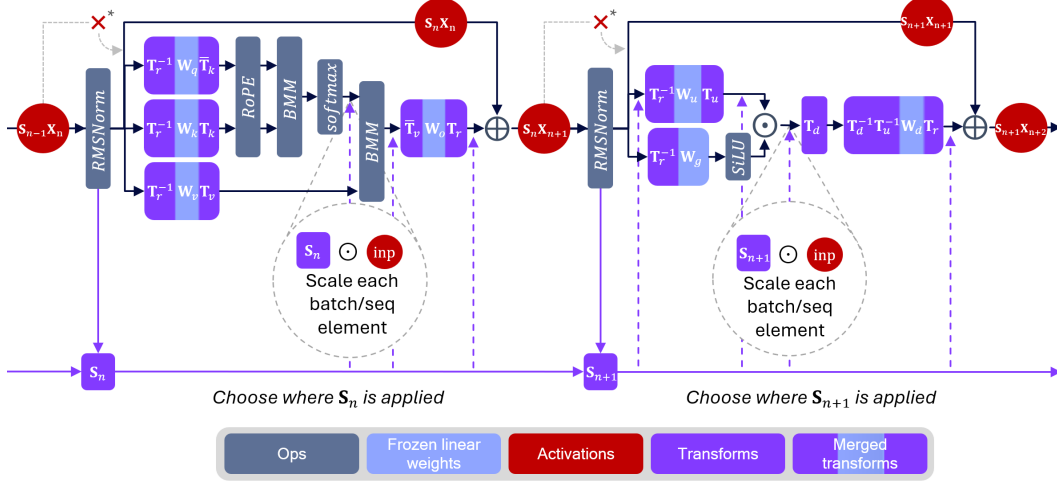 *
*
S_n X_n
S_{n+1} X_{n+1}
T_r^{-1} W_q T̅_k
T_r^{-1} W_u T_u
RoPE
BMM
softmax
S_{n-1} X_n
RMSNorm
T_r^{-1} W_k T_k
BMM
T̅_v W_o T_r
S_n X_{n+1}
RMSNorm
T_d
T_d^{-1} T_u^{-1} W_d T_r
S_{n+1} X_{n+2}
T_r^{-1} W_g
SiLU
T_r^{-1} W_v T_v
S_n ⊙ inp
S_{n+1} ⊙ inp
Scale each
batch/seq
element
Scale each
batch/seq
element
S_n
S_{n+1}
Choose where S_n is applied
Choose where S_{n+1} is applied
Ops
Frozen linear
weights
Activations
Transforms
Merged
transforms